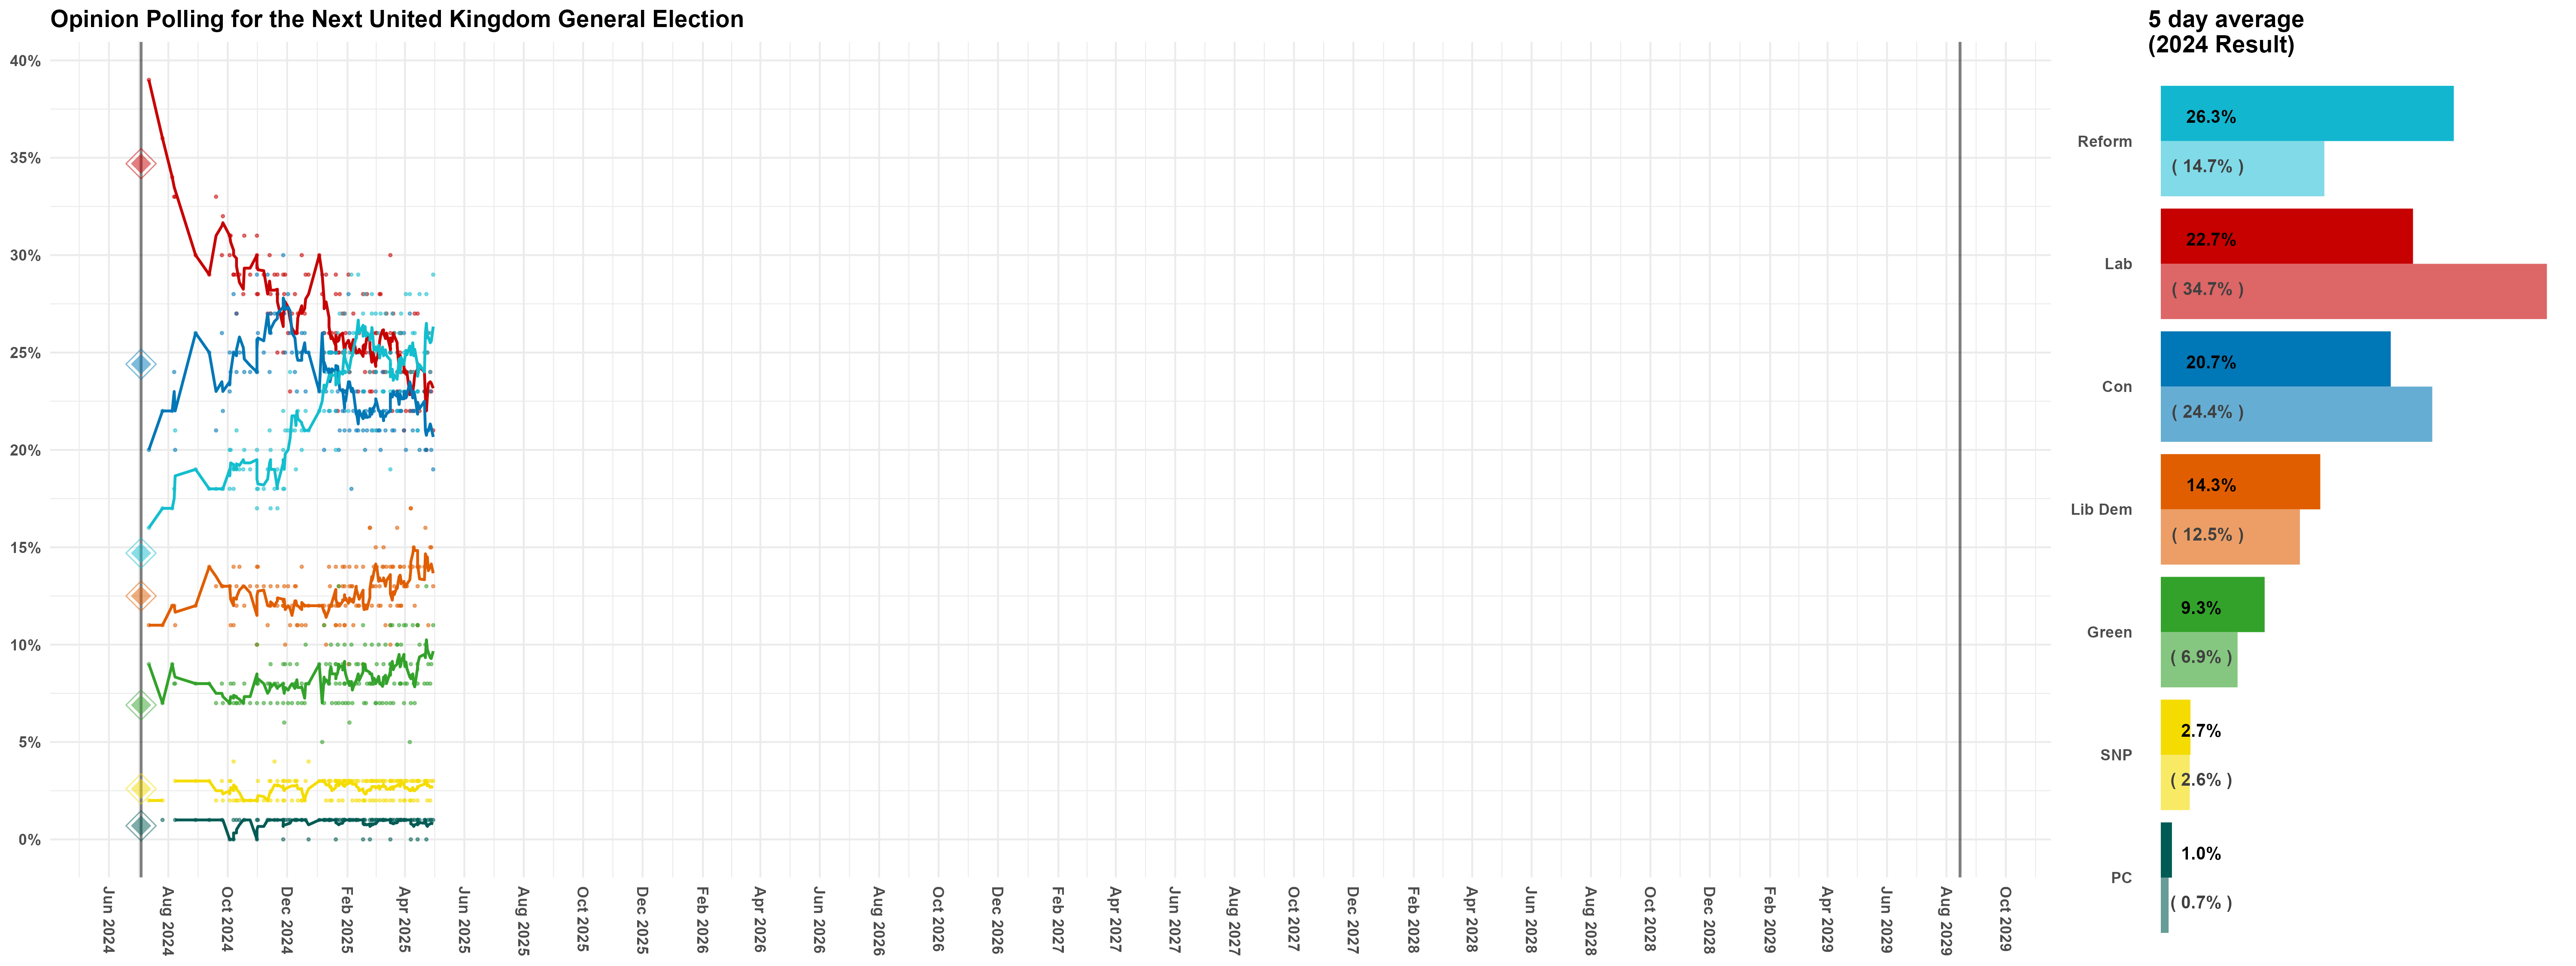 Opinion Polling for the Next United Kingdom General Election
40%
35%
30%
25%
20%
15%
10%
5%
0%
Jun 2024
Aug 2024
Oct 2024
Dec 2024
Feb 2025
Apr 2025
Jun 2025
Aug 2025
Oct 2025
Dec 2025
Feb 2026
Apr 2026
Jun 2026
Aug 2026
Oct 2026
Dec 2026
Feb 2027
Apr 2027
Jun 2027
Aug 2027
Oct 2027
Dec 2027
Feb 2028
Apr 2028
Jun 2028
Aug 2028
Oct 2028
Dec 2028
Feb 2029
Apr 2029
Jun 2029
Aug 2029
Oct 2029
5 day average
(2024 Result)
Reform
26.3%
( 14.7% )
Lab
22.7%
( 34.7% )
Con
20.7%
( 24.4% )
Lib Dem
14.3%
( 12.5% )
Green
9.3%
( 6.9% )
SNP
2.7%
( 2.6% )
PC
1.0%
( 0.7% )